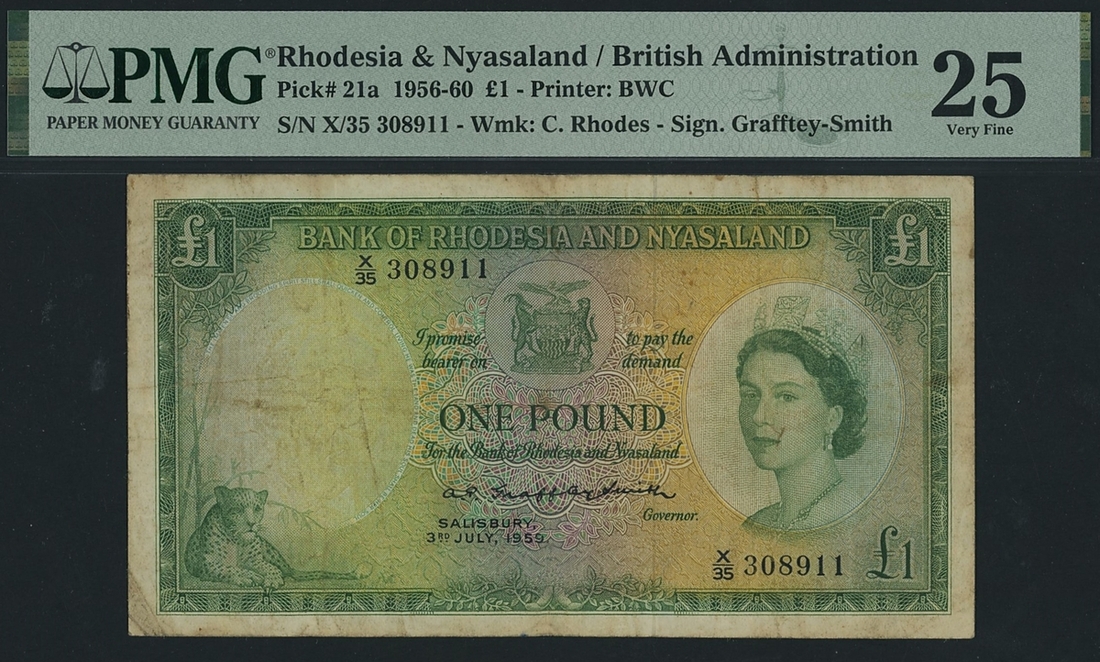 PMG® Rhodesia & Nyasaland / British Administration
Pick# 21a 1956-60 £1 - Printer: BWC
25
PAPER MONEY GUARANTY
S/N X/35 308911 - Wmk: C. Rhodes - Sign. Grafftey-Smith
Very Fine
£1
BANK OF RHODESIA AND NYASALAND
£1
X/35 308911
I promise to pay the
bearer on demand
ONE POUND
For the Bank of Rhodesia and Nyasaland
A P Grafftey Smith
Governor.
SALISBURY,
3RD JULY, 1959.
X/35 308911 £1